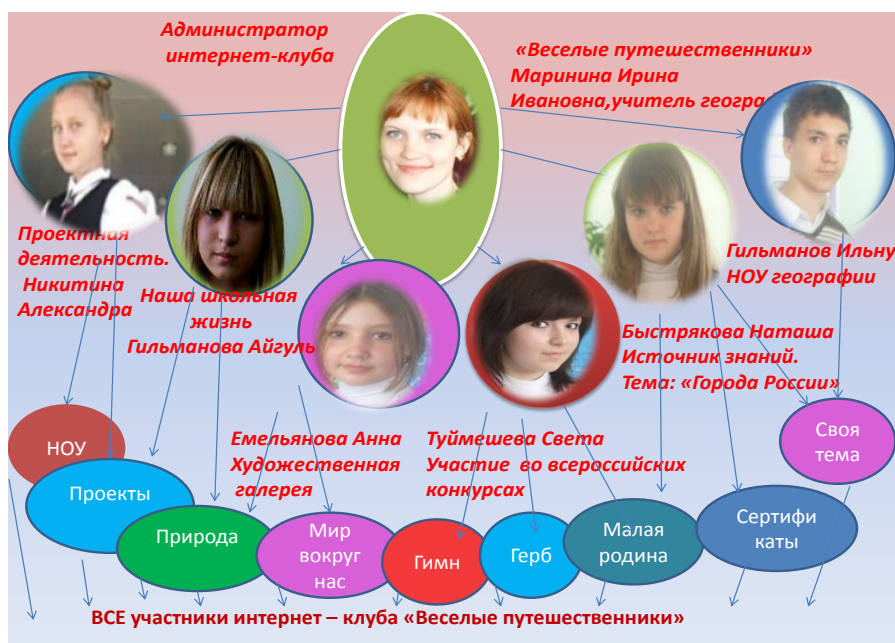 Администратор
интернет-клуба
«Веселые путешественники»
Маринина Ирина
Ивановна,учитель геогра
Проектная
деятельность.
Никитина
Александра
Наша школьная
жизнь
Гильманова Айгуль
Гильманов Ильну
НОУ географии
Быстрякова Наташа
Источник знаний.
Тема: «Города России»
Емельянова Анна
Художественная
галерея
Туймешева Света
Участие во всероссийских
конкурсах
НОУ
Проекты
Природа
Мир
вокруг
нас
Гимн
Герб
Малая
родина
Сертифи
каты
Своя
тема
ВСЕ участники интернет – клуба «Веселые путешественники»